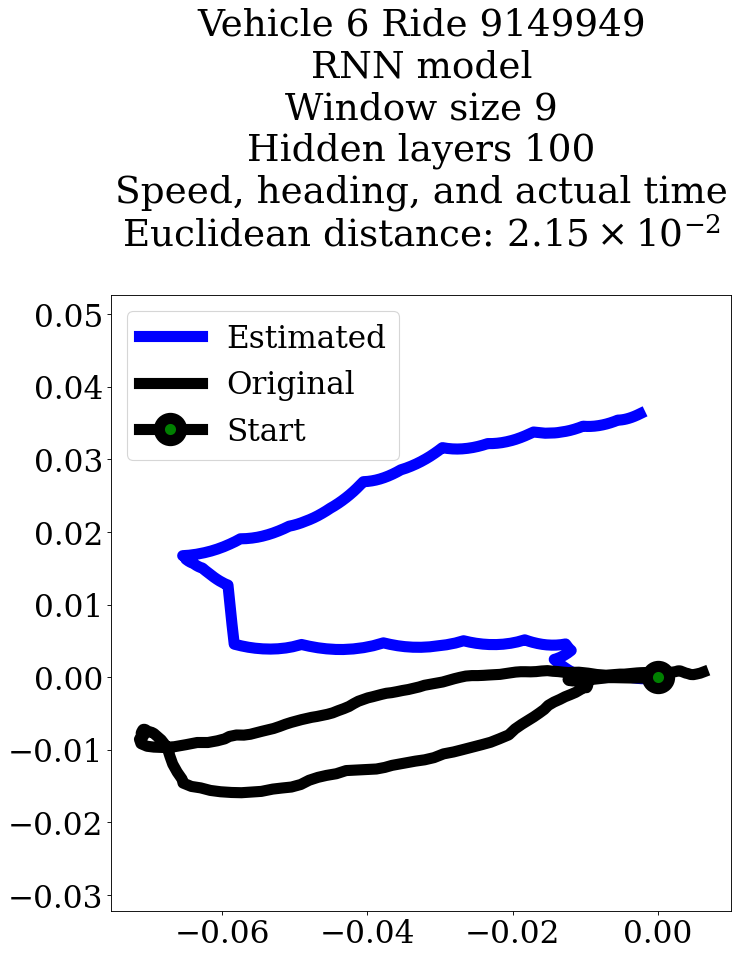 Vehicle 6 Ride 9149949
RNN model
Window size 9
Hidden layers 100
Speed, heading, and actual time
Euclidean distance: 2.15 × 10⁻²
Estimated
Original
Start
0.05
0.04
0.03
0.02
0.01
0.00
−0.01
−0.02
−0.03
−0.06 −0.04 −0.02 0.00